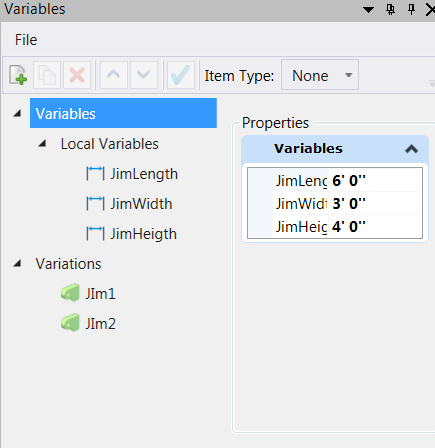 Variables
File
Item Type: None
Variables
Local Variables
JimLength
JimWidth
JimHeigth
Variations
JIm1
JIm2
Properties
Variables
JimLeng 6' 0''
JimWidt 3' 0''
JimHeig 4' 0''